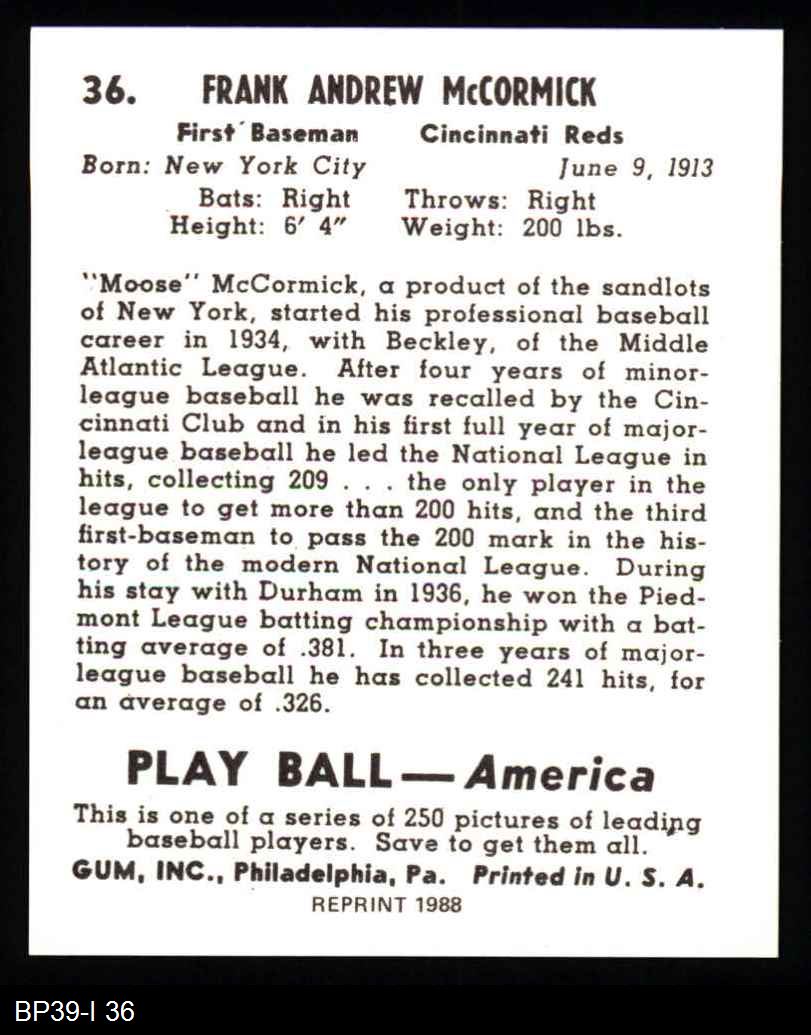 36. FRANK ANDREW McCORMICK
First Baseman Cincinnati Reds
Born: New York City June 9, 1913
Bats: Right Throws: Right
Height: 6′ 4″ Weight: 200 lbs.
"Moose" McCormick, a product of the sandlots
of New York, started his professional baseball
career in 1934, with Beckley, of the Middle
Atlantic League. After four years of minor-
league baseball he was recalled by the Cin-
cinnati Club and in his first full year of major-
league baseball he led the National League in
hits, collecting 209 . . . the only player in the
league to get more than 200 hits, and the third
first-baseman to pass the 200 mark in the his-
tory of the modern National League. During
his stay with Durham in 1936, he won the Pied-
mont League batting championship with a bat-
ting average of .381. In three years of major-
league baseball he has collected 241 hits, for
an average of .326.
PLAY BALL—America
This is one of a series of 250 pictures of leading
baseball players. Save to get them all.
GUM, INC., Philadelphia, Pa. Printed in U. S. A.
REPRINT 1988
BP39-I 36